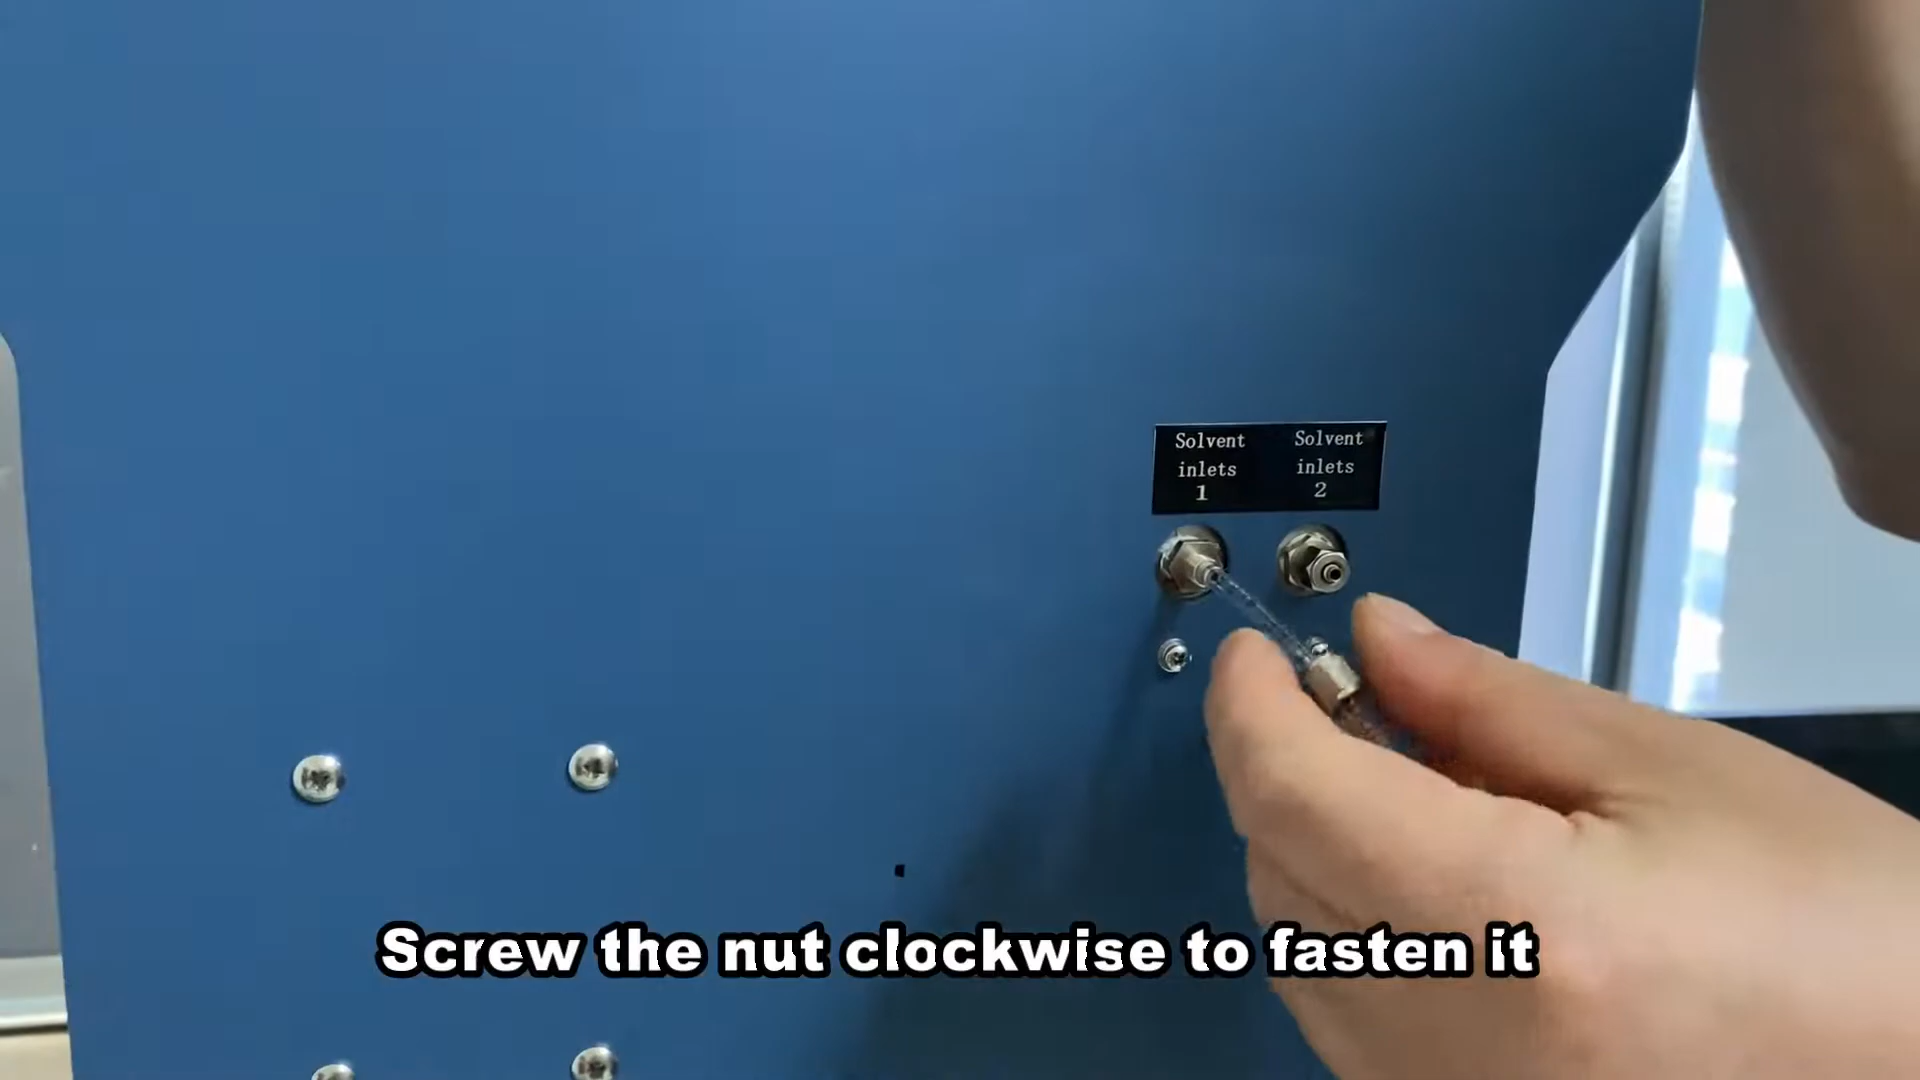 Solvent
inlets
1
Solvent
inlets
2
Screw the nut clockwise to fasten it